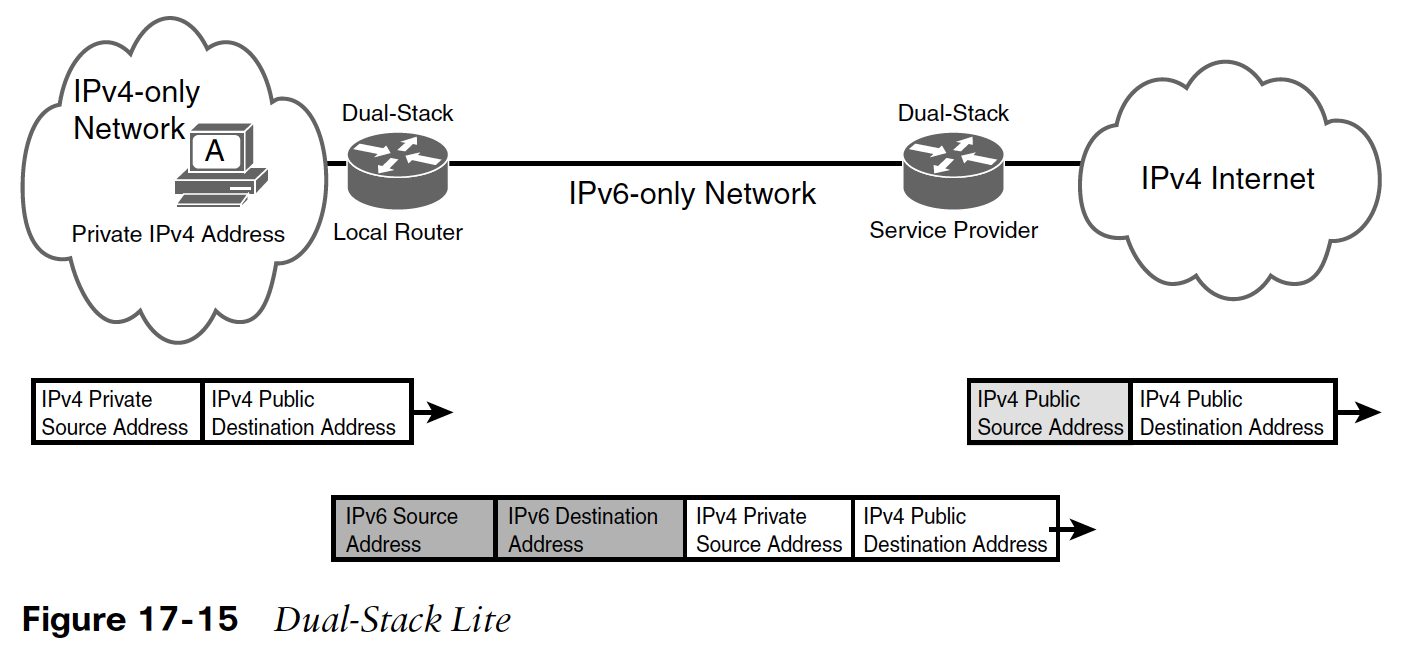 IPv4-only
Network
A
Private IPv4 Address
Dual-Stack
Local Router
IPv6-only Network
Dual-Stack
Service Provider
IPv4 Internet
IPv4 Private
Source Address
IPv4 Public
Destination Address
IPv4 Public
Source Address
IPv4 Public
Destination Address
IPv6 Source
Address
IPv6 Destination
Address
IPv4 Private
Source Address
IPv4 Public
Destination Address
Figure 17-15 Dual-Stack Lite